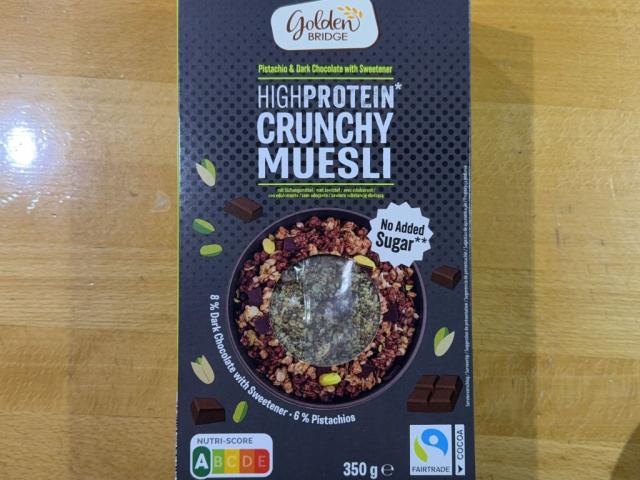 Golden
BRIDGE
Pistachio & Dark Chocolate with Sweetener
HIGHPROTEIN*
CRUNCHY
MUESLI
No Added
Sugar**
8 % Dark Chocolate with Sweetener · 6 % Pistachios
NUTRI-SCORE
A B C D E
350 g e
FAIRTRADE
COCOA